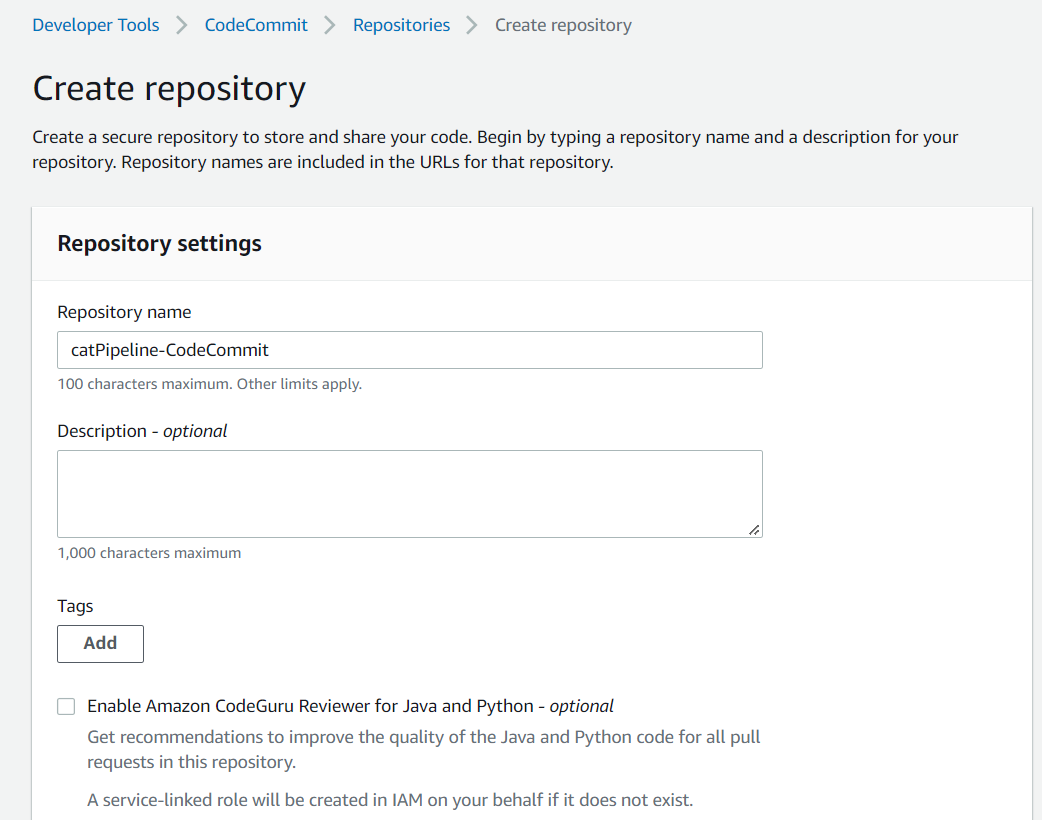 Developer Tools > CodeCommit > Repositories > Create repository
Create repository
Create a secure repository to store and share your code. Begin by typing a repository name and a description for your
repository. Repository names are included in the URLs for that repository.
Repository settings
Repository name
catPipeline-CodeCommit
100 characters maximum. Other limits apply.
Description - optional
1,000 characters maximum
Tags
Add
Enable Amazon CodeGuru Reviewer for Java and Python - optional
Get recommendations to improve the quality of the Java and Python code for all pull
requests in this repository.
A service-linked role will be created in IAM on your behalf if it does not exist.